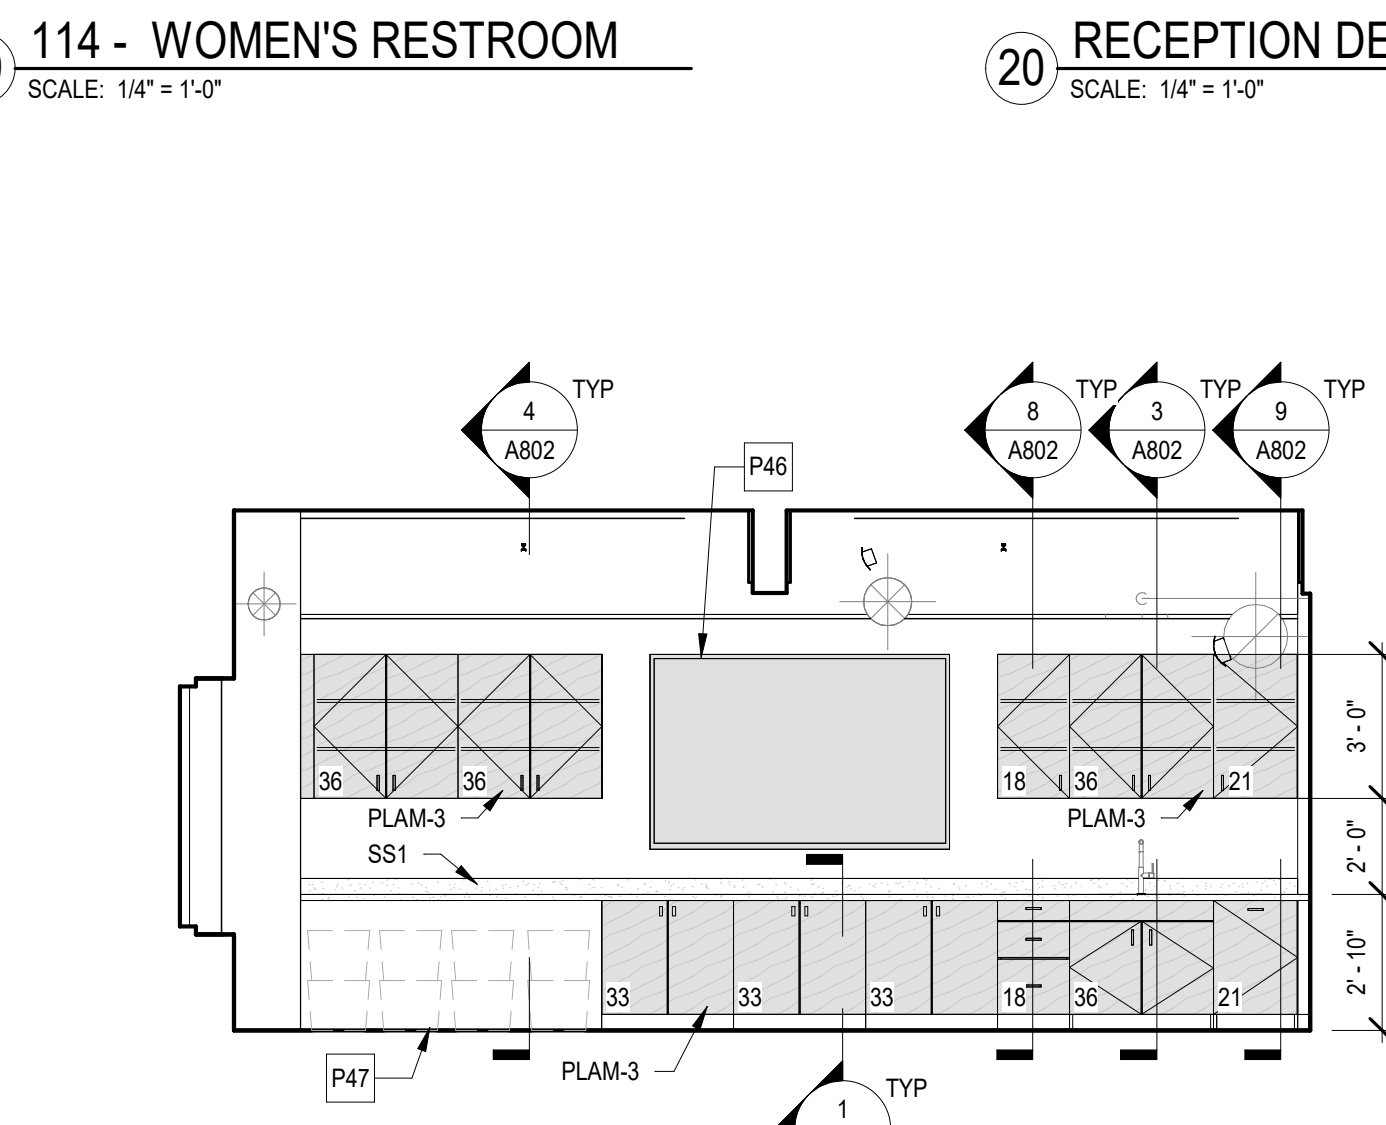 114 - WOMEN'S RESTROOM
SCALE: 1/4" = 1'-0"
20
RECEPTION DE
SCALE: 1/4" = 1'-0"
4
A802
TYP
8
A802
TYP
3
A802
TYP
9
A802
TYP
P46
36
36
18
36
21
3' - 0"
PLAM-3
PLAM-3
SS1
2' - 0"
33
33
33
18
36
21
2' - 10"
P47
PLAM-3
TYP
1